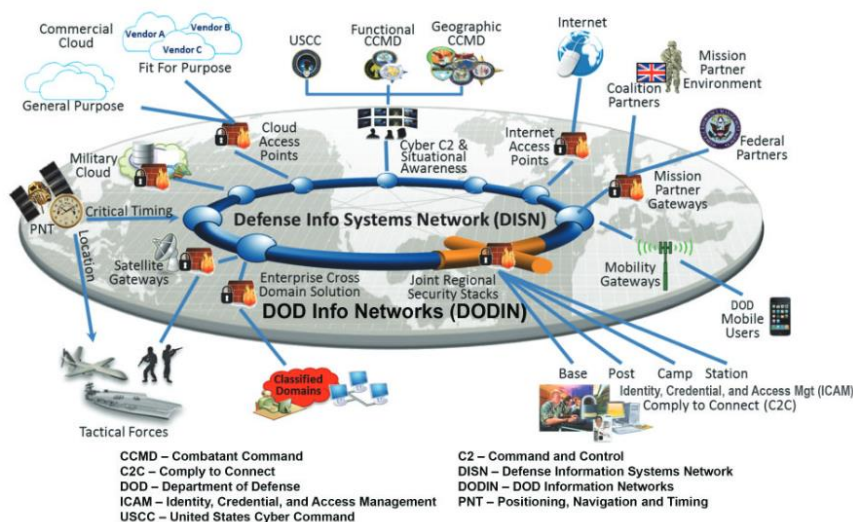 Commercial
Cloud
Vendor A
Vendor B
Vendor C
Fit For Purpose
General Purpose
USCC
Functional
CCMD
Geographic
CCMD
Internet
Mission
Partner
Environment
Coalition
Partners
Federal
Partners
Cloud
Access
Points
Cyber C2 &
Situational
Awareness
Internet
Access
Points
Military
Cloud
Mission
Partner
Gateways
PNT
Critical Timing
Location
Defense Info Systems Network (DISN)
Satellite
Gateways
Enterprise Cross
Domain Solution
Joint Regional
Security Stacks
Mobility
Gateways
DOD Info Networks (DODIN)
DOD
Mobile
Users
Classified
Domains
Base
Post
Camp
Station
Identity, Credential, and Access Mgt (ICAM)
Comply to Connect (C2C)
Tactical Forces
CCMD – Combatant Command
C2C – Comply to Connect
DOD – Department of Defense
ICAM – Identity, Credential, and Access Management
USCC – United States Cyber Command
C2 – Command and Control
DISN – Defense Information Systems Network
DODIN – DOD Information Networks
PNT – Positioning, Navigation and Timing